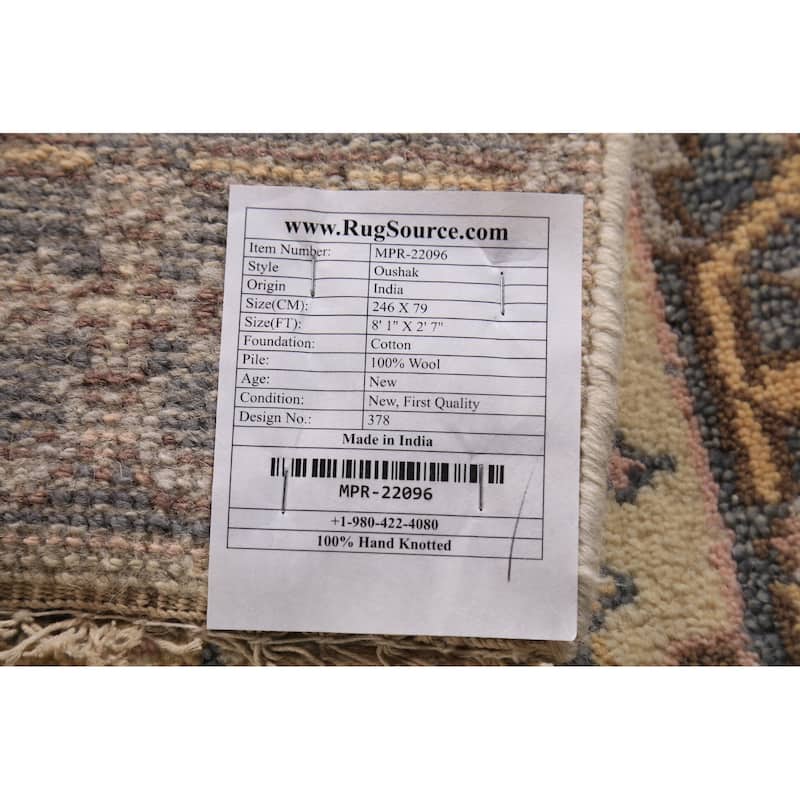 www.RugSource.com
Item Number: MPR-22096
Style Oushak
Origin India
Size(CM): 246 X 79
Size(FT): 8' 1" X 2' 7"
Foundation: Cotton
Pile: 100% Wool
Age: New
Condition: New, First Quality
Design No.: 378
Made in India
MPR-22096
+1-980-422-4080
100% Hand Knotted